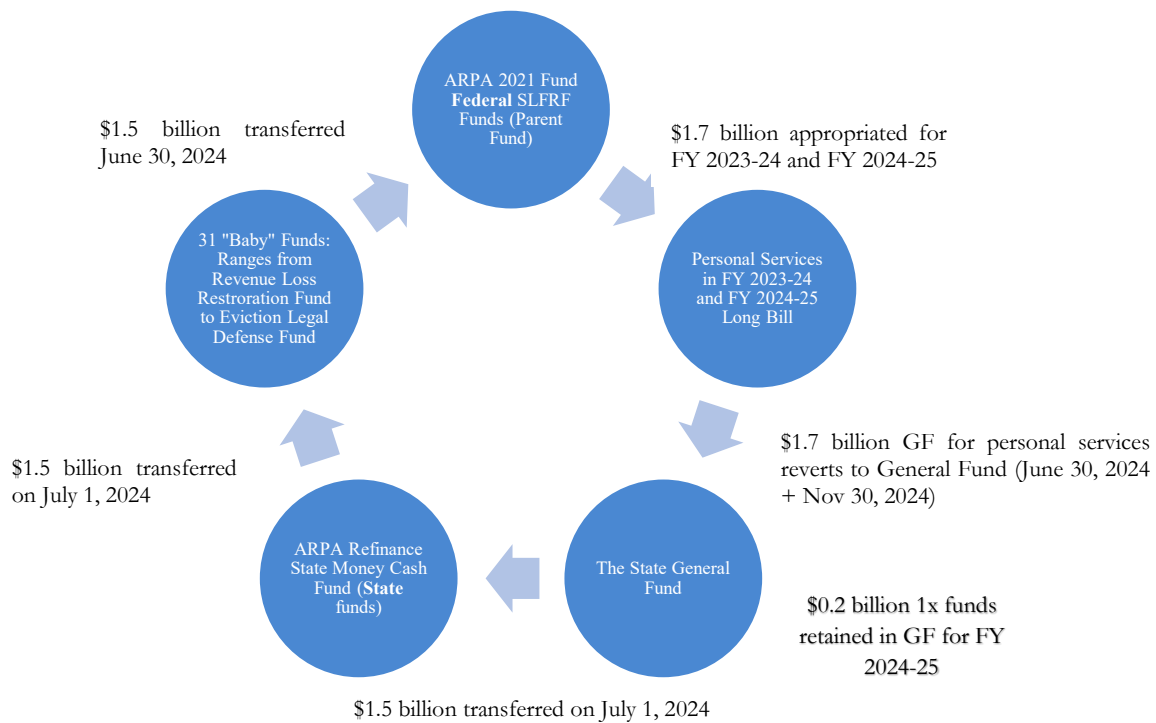 ARPA 2021 Fund
Federal SLFRF
Funds (Parent
Fund)
$1.5 billion transferred
June 30, 2024
$1.7 billion appropriated for
FY 2023-24 and FY 2024-25
31 "Baby" Funds:
Ranges from
Revenue Loss
Restroration Fund
to Eviction Legal
Defense Fund
Personal Services
in FY 2023-24
and FY 2024-25
Long Bill
$1.7 billion GF for personal services
reverts to General Fund (June 30, 2024
+ Nov 30, 2024)
$1.5 billion transferred
on July 1, 2024
ARPA Refinance
State Money Cash
Fund (State
funds)
The State General
Fund
$0.2 billion 1x funds
retained in GF for FY
2024-25
$1.5 billion transferred on July 1, 2024